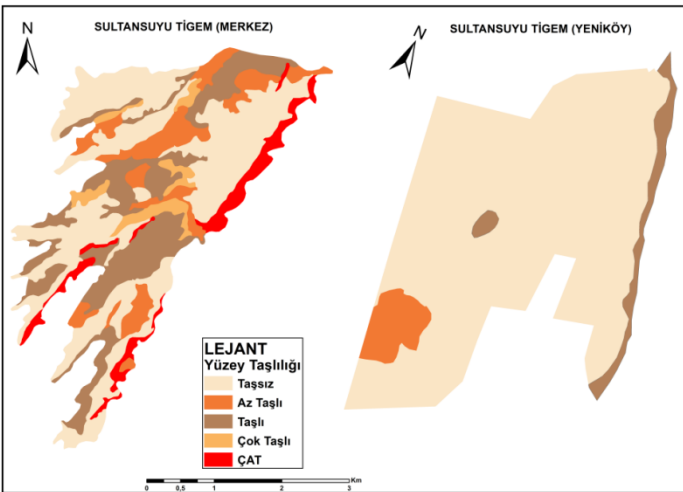 SULTANSUYU TİGEM (MERKEZ)
N
SULTANSUYU TİGEM (YENİKÖY)
N
LEJANT
Yüzey Taşlılığı
Taşsız
Az Taşlı
Taşlı
Çok Taşlı
ÇAT
Km
0 0,5 1 2 3